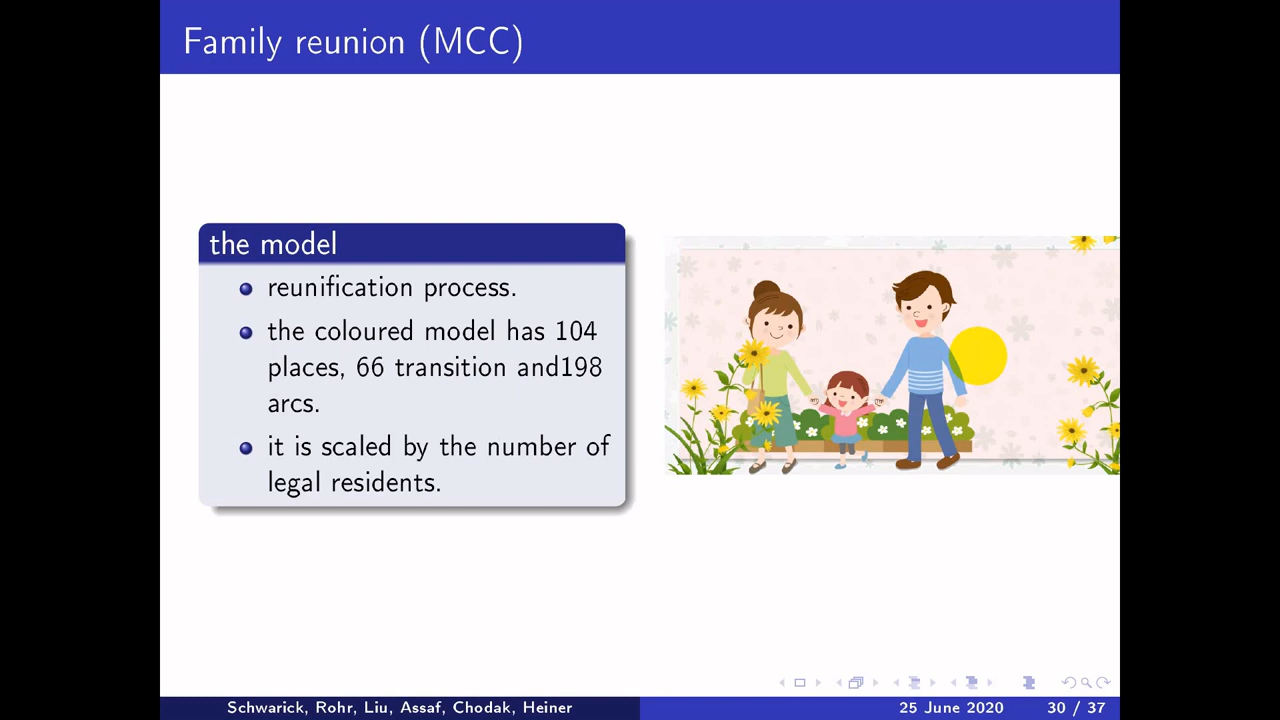 Family reunion (MCC)
the model
reunification process.
the coloured model has 104
places, 66 transition and198
arcs.
it is scaled by the number of
legal residents.
Schwarick, Rohr, Liu, Assaf, Chodak, Heiner
25 June 2020
30 / 37